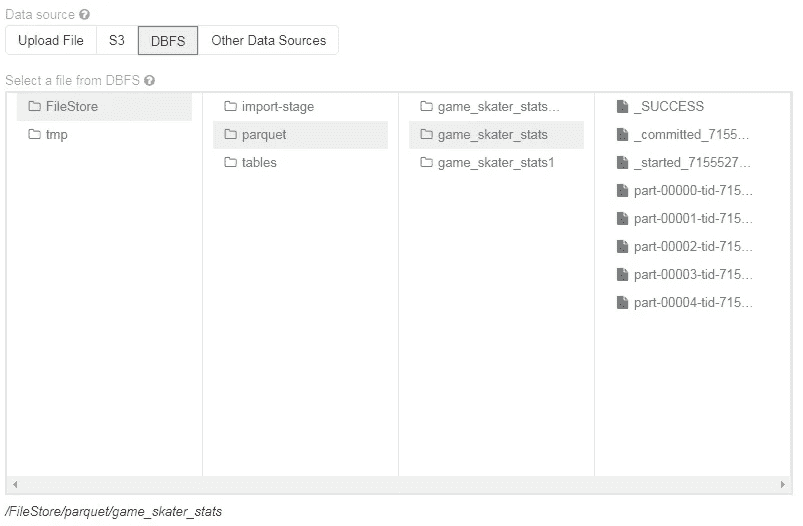 Data source
Upload File S3 DBFS Other Data Sources
Select a file from DBFS
FileStore
tmp
import-stage
parquet
tables
game_skater_stats...
game_skater_stats
game_skater_stats1
_SUCCESS
_committed_7155...
_started_7155527...
part-00000-tid-715...
part-00001-tid-715...
part-00002-tid-715...
part-00003-tid-715...
part-00004-tid-715...
/FileStore/parquet/game_skater_stats